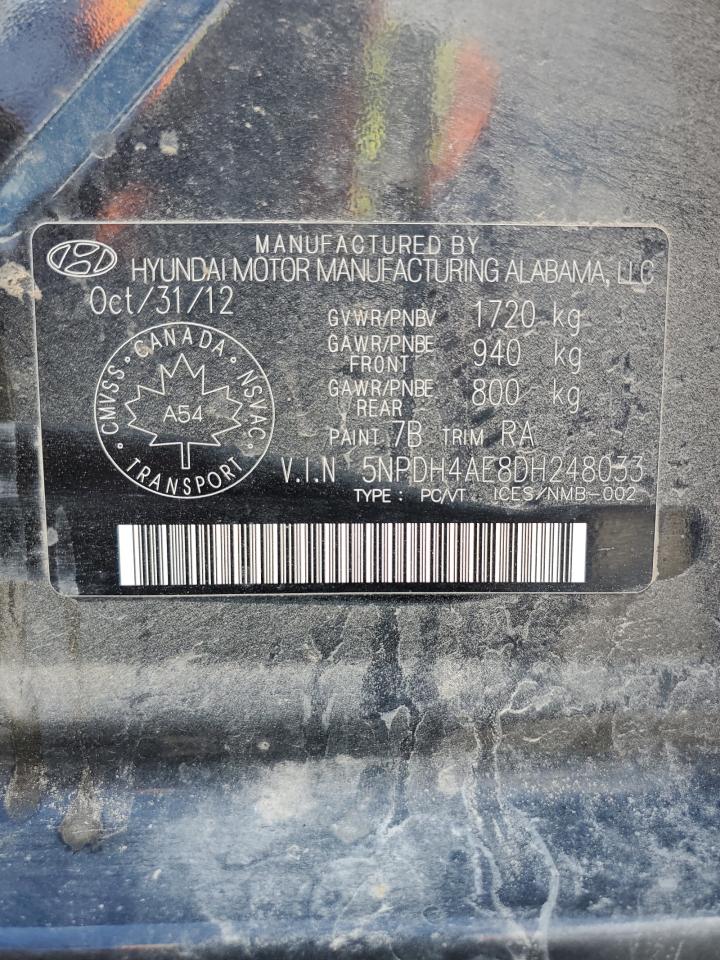 MANUFACTURED BY
HYUNDAI MOTOR MANUFACTURING ALABAMA, LLC
Oct/31/12
GVWR/PNBV 1720 kg
GAWR/PNBE FRONT 940 kg
GAWR/PNBE REAR 800 kg
CMVSS · CANADA · NSVAC · TRANSPORT ·
A54
PAINT 7B TRIM RA
V.I.N 5NPDH4AE8DH248033
TYPE : PC/VT ICES/NMB-002